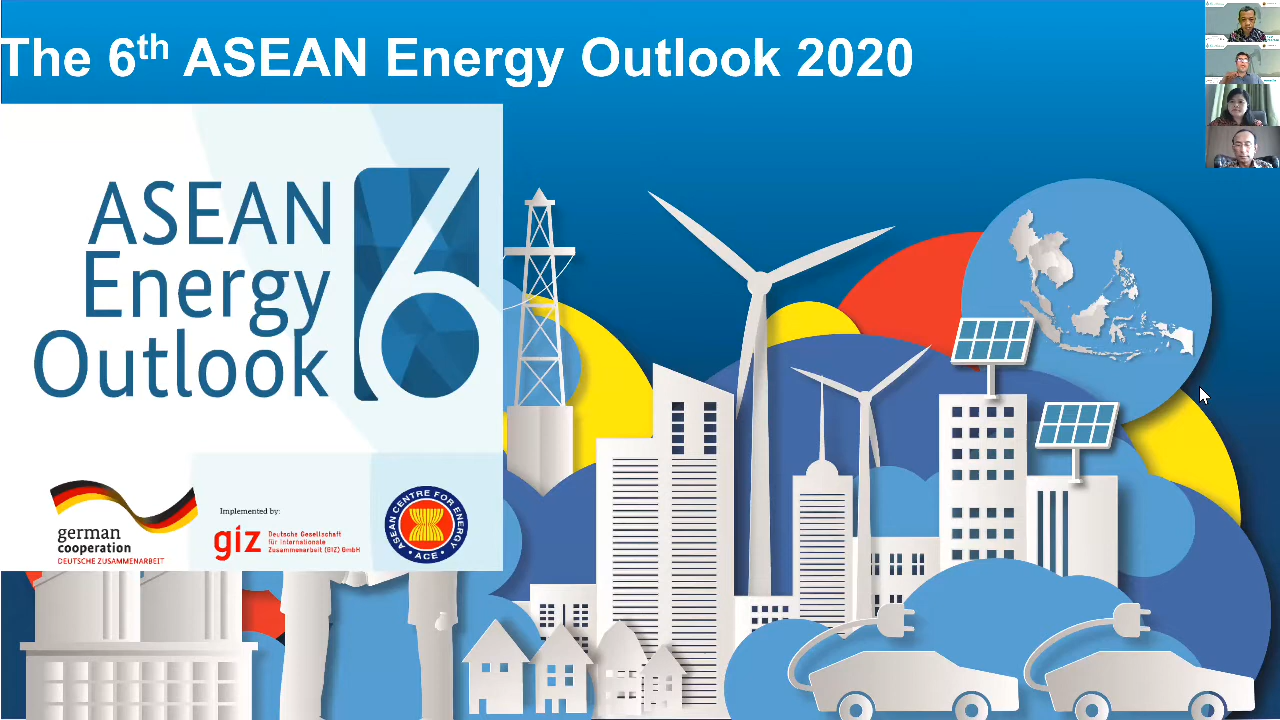 The 6th ASEAN Energy Outlook 2020
ASEAN
Energy
Outlook
6
german
cooperation
DEUTSCHE ZUSAMMENARBEIT
Implemented by:
giz
Deutsche Gesellschaft
für Internationale
Zusammenarbeit (GIZ) GmbH
ASEAN CENTRE FOR ENERGY
• ACE •